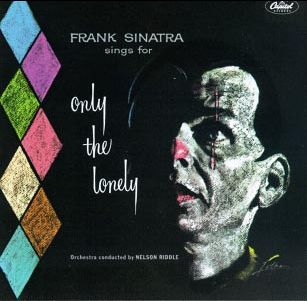 Capitol
FRANK SINATRA
sings for
only
the
lonely
Orchestra conducted by NELSON RIDDLE